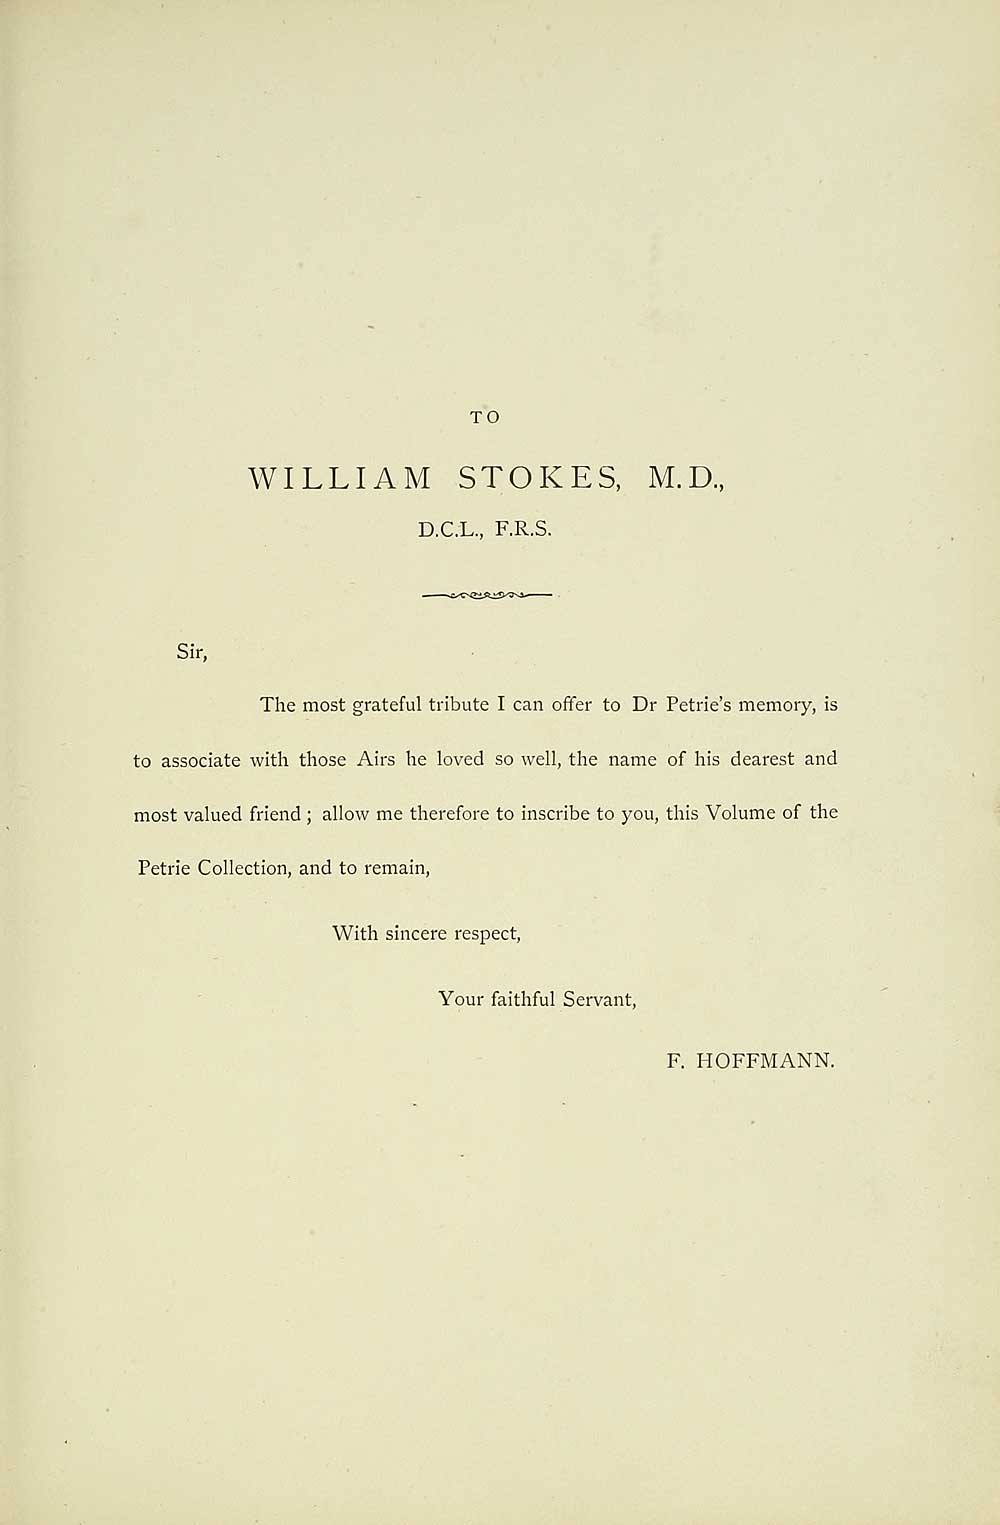 TO
WILLIAM STOKES, M.D.,
D.C.L., F.R.S.
Sir,
The most grateful tribute I can offer to Dr Petrie's memory, is
to associate with those Airs he loved so well, the name of his dearest and
most valued friend ; allow me therefore to inscribe to you, this Volume of the
Petrie Collection, and to remain,
With sincere respect,
Your faithful Servant,
F. HOFFMANN.